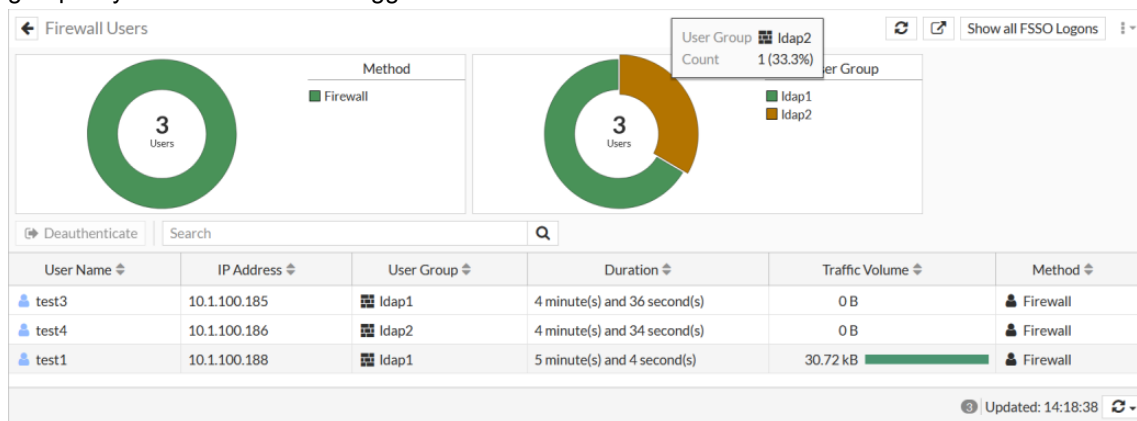 Firewall Users
Show all FSSO Logons
User Group ldap2
Count 1 (33.3%)
Method
Firewall
3
Users
er Group
ldap1
ldap2
3
Users
Deauthenticate
Search
User Name IP Address User Group Duration Traffic Volume Method
test3 10.1.100.185 ldap1 4 minute(s) and 36 second(s) 0 B Firewall
test4 10.1.100.186 ldap2 4 minute(s) and 34 second(s) 0 B Firewall
test1 10.1.100.188 ldap1 5 minute(s) and 4 second(s) 30.72 kB Firewall
3 Updated: 14:18:38